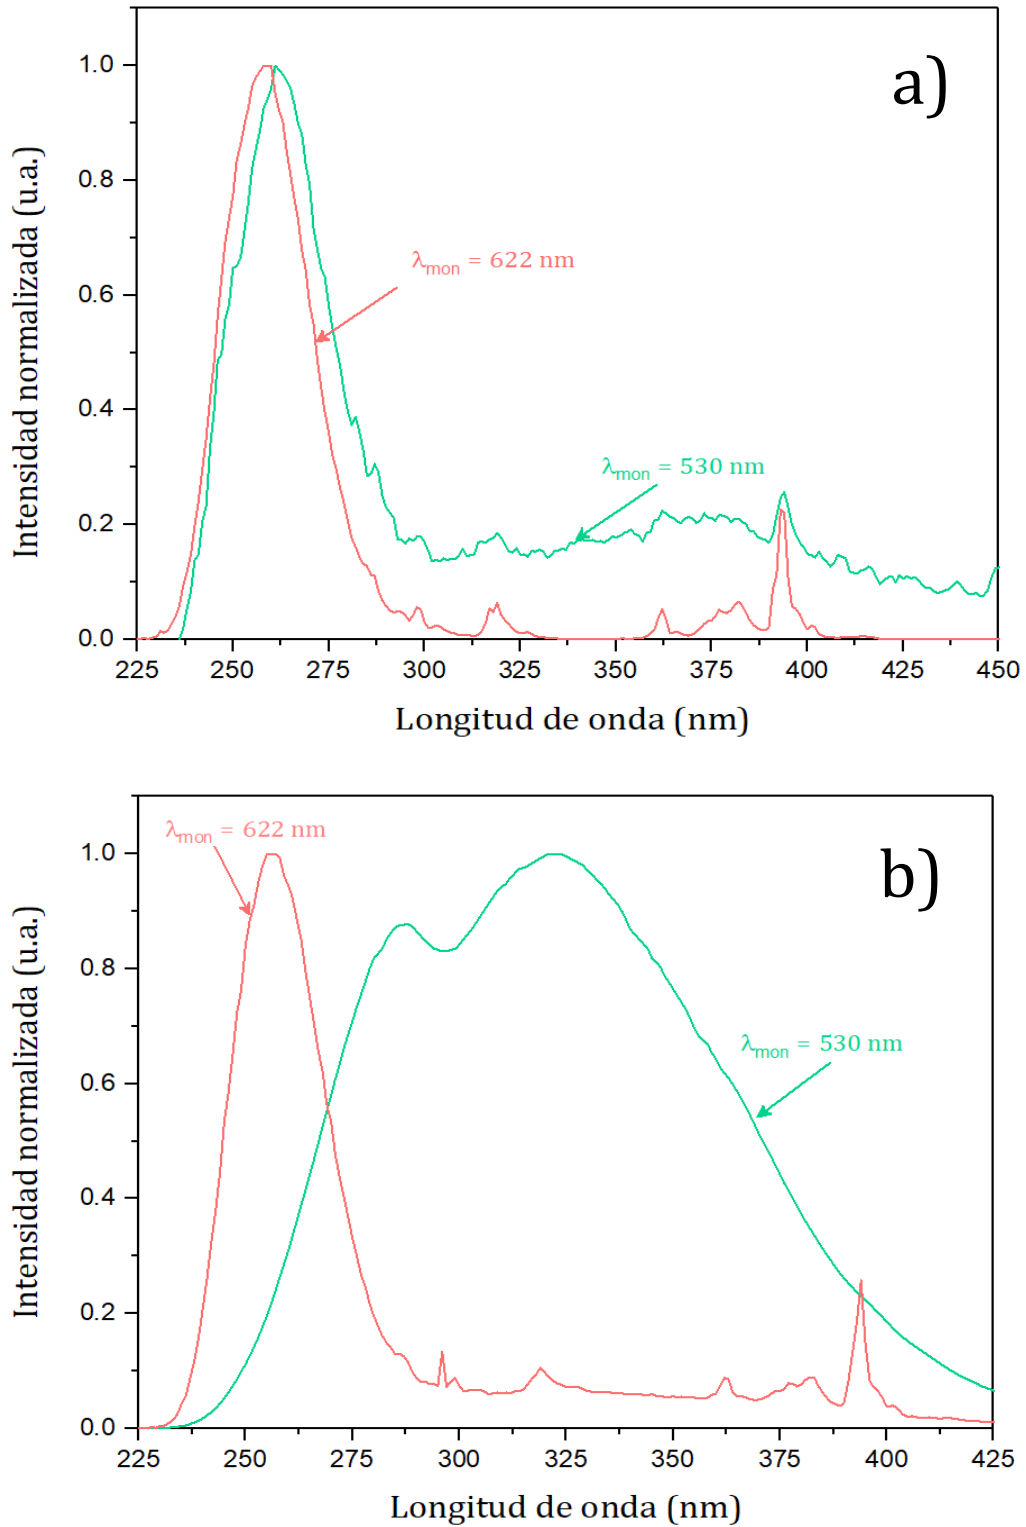 a)
1.0
0.8
0.6
0.4
0.2
0.0
Intensidad normalizada (u.a.)
λmon = 622 nm
λmon = 530 nm
225 250 275 300 325 350 375 400 425 450
Longitud de onda (nm)
b)
λmon = 622 nm
1.0
0.8
0.6
0.4
0.2
0.0
Intensidad normalizada (u.a.)
λmon = 530 nm
225 250 275 300 325 350 375 400 425
Longitud de onda (nm)